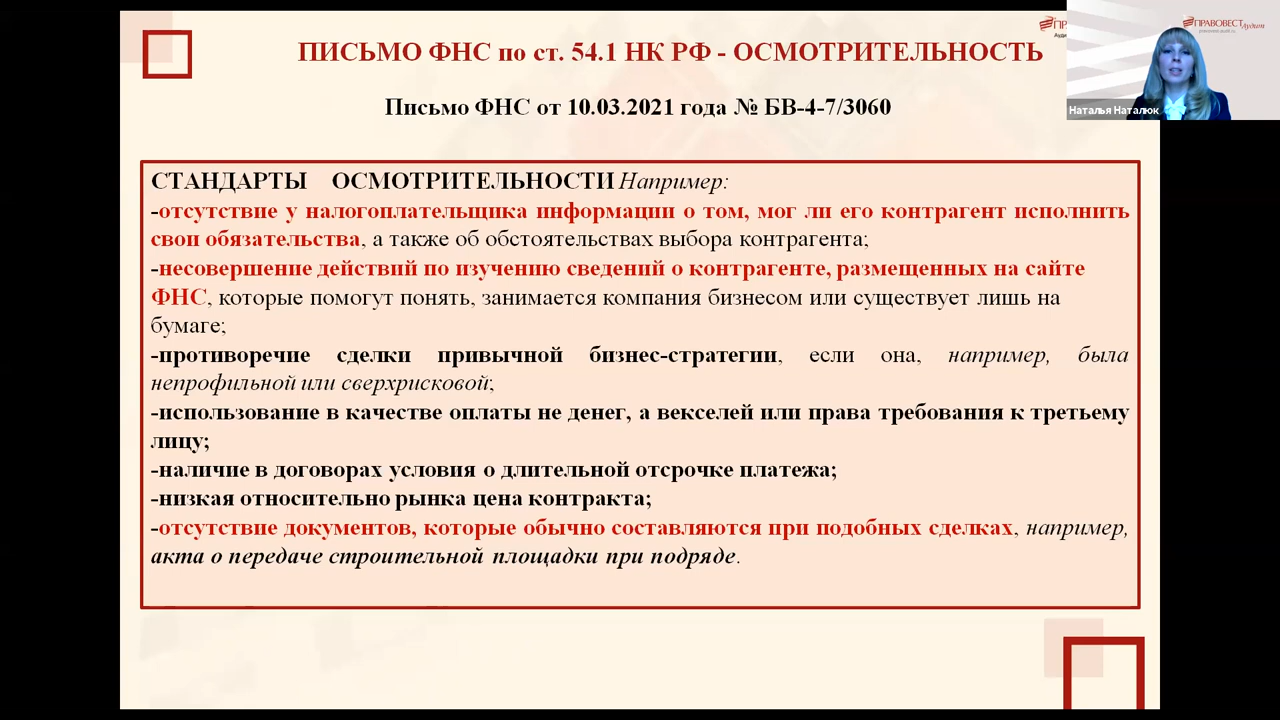 ПИСЬМО ФНС по ст. 54.1 НК РФ - ОСМОТРИТЕЛЬНОСТЬ
ПРАВОВЕСТ Аудит
Наталья Наталюк
Письмо ФНС от 10.03.2021 года № БВ-4-7/3060
СТАНДАРТЫ ОСМОТРИТЕЛЬНОСТИ Например:
-отсутствие у налогоплательщика информации о том, мог ли его контрагент исполнить
свои обязательства, а также об обстоятельствах выбора контрагента;
-несовершение действий по изучению сведений о контрагенте, размещенных на сайте
ФНС, которые помогут понять, занимается компания бизнесом или существует лишь на
бумаге;
-противоречие сделки привычной бизнес-стратегии, если она, например, была
непрофильной или сверхрисковой;
-использование в качестве оплаты не денег, а векселей или права требования к третьему
лицу;
-наличие в договорах условия о длительной отсрочке платежа;
-низкая относительно рынка цена контракта;
-отсутствие документов, которые обычно составляются при подобных сделках, например,
акта о передаче строительной площадки при подряде.